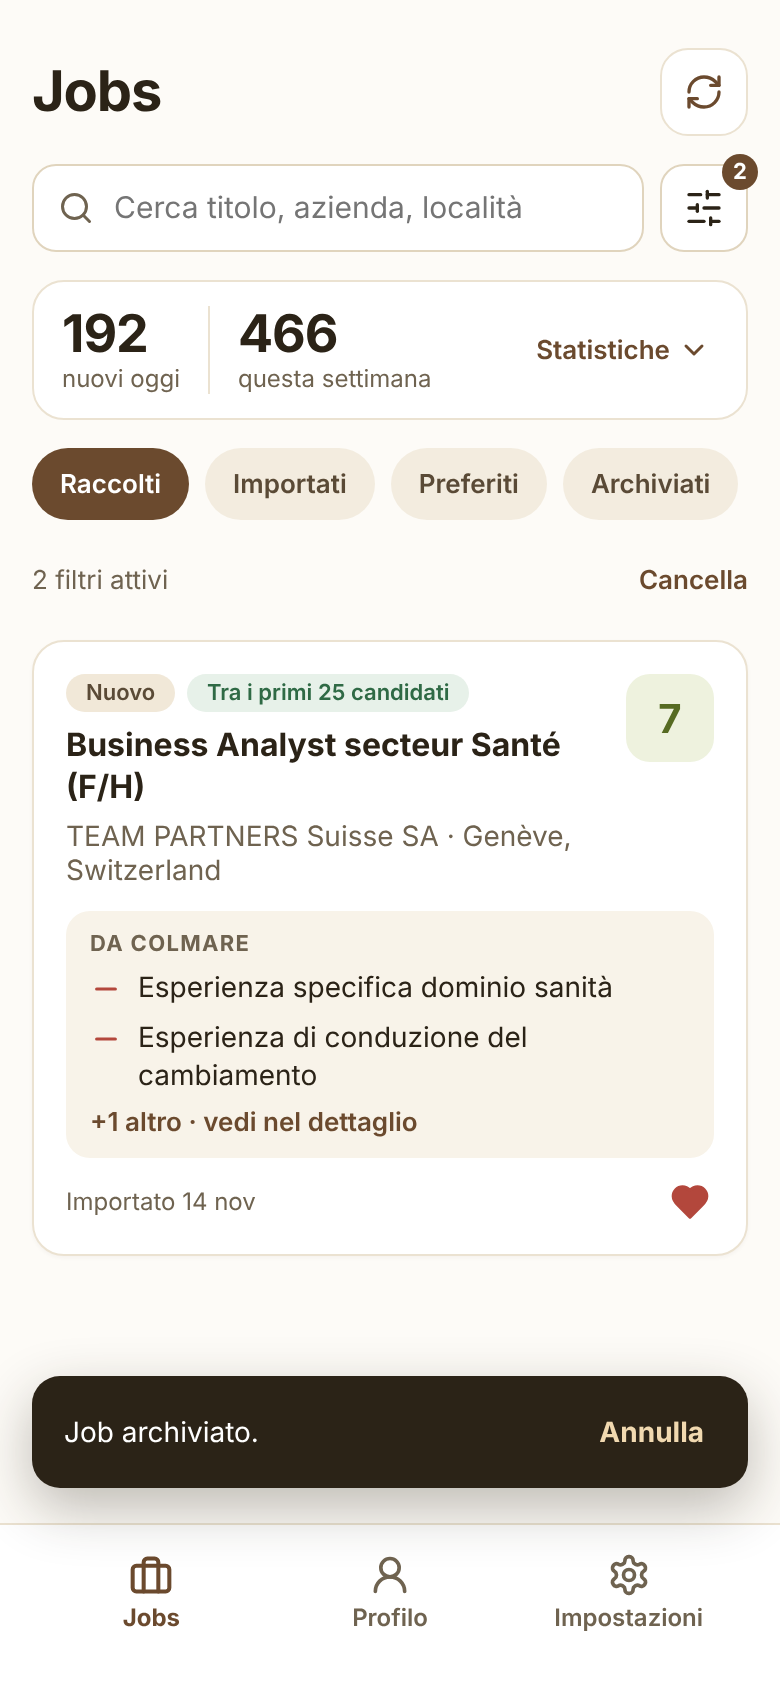 Jobs
Cerca titolo, azienda, località
2
192
nuovi oggi
466
questa settimana
Statistiche
Raccolti
Importati
Preferiti
Archiviati
2 filtri attivi
Cancella
Nuovo
Tra i primi 25 candidati
7
Business Analyst secteur Santé
(F/H)
TEAM PARTNERS Suisse SA · Genève,
Switzerland
DA COLMARE
— Esperienza specifica dominio sanità
— Esperienza di conduzione del
cambiamento
+1 altro · vedi nel dettaglio
Importato 14 nov
Job archiviato.
Annulla
Jobs
Profilo
Impostazioni